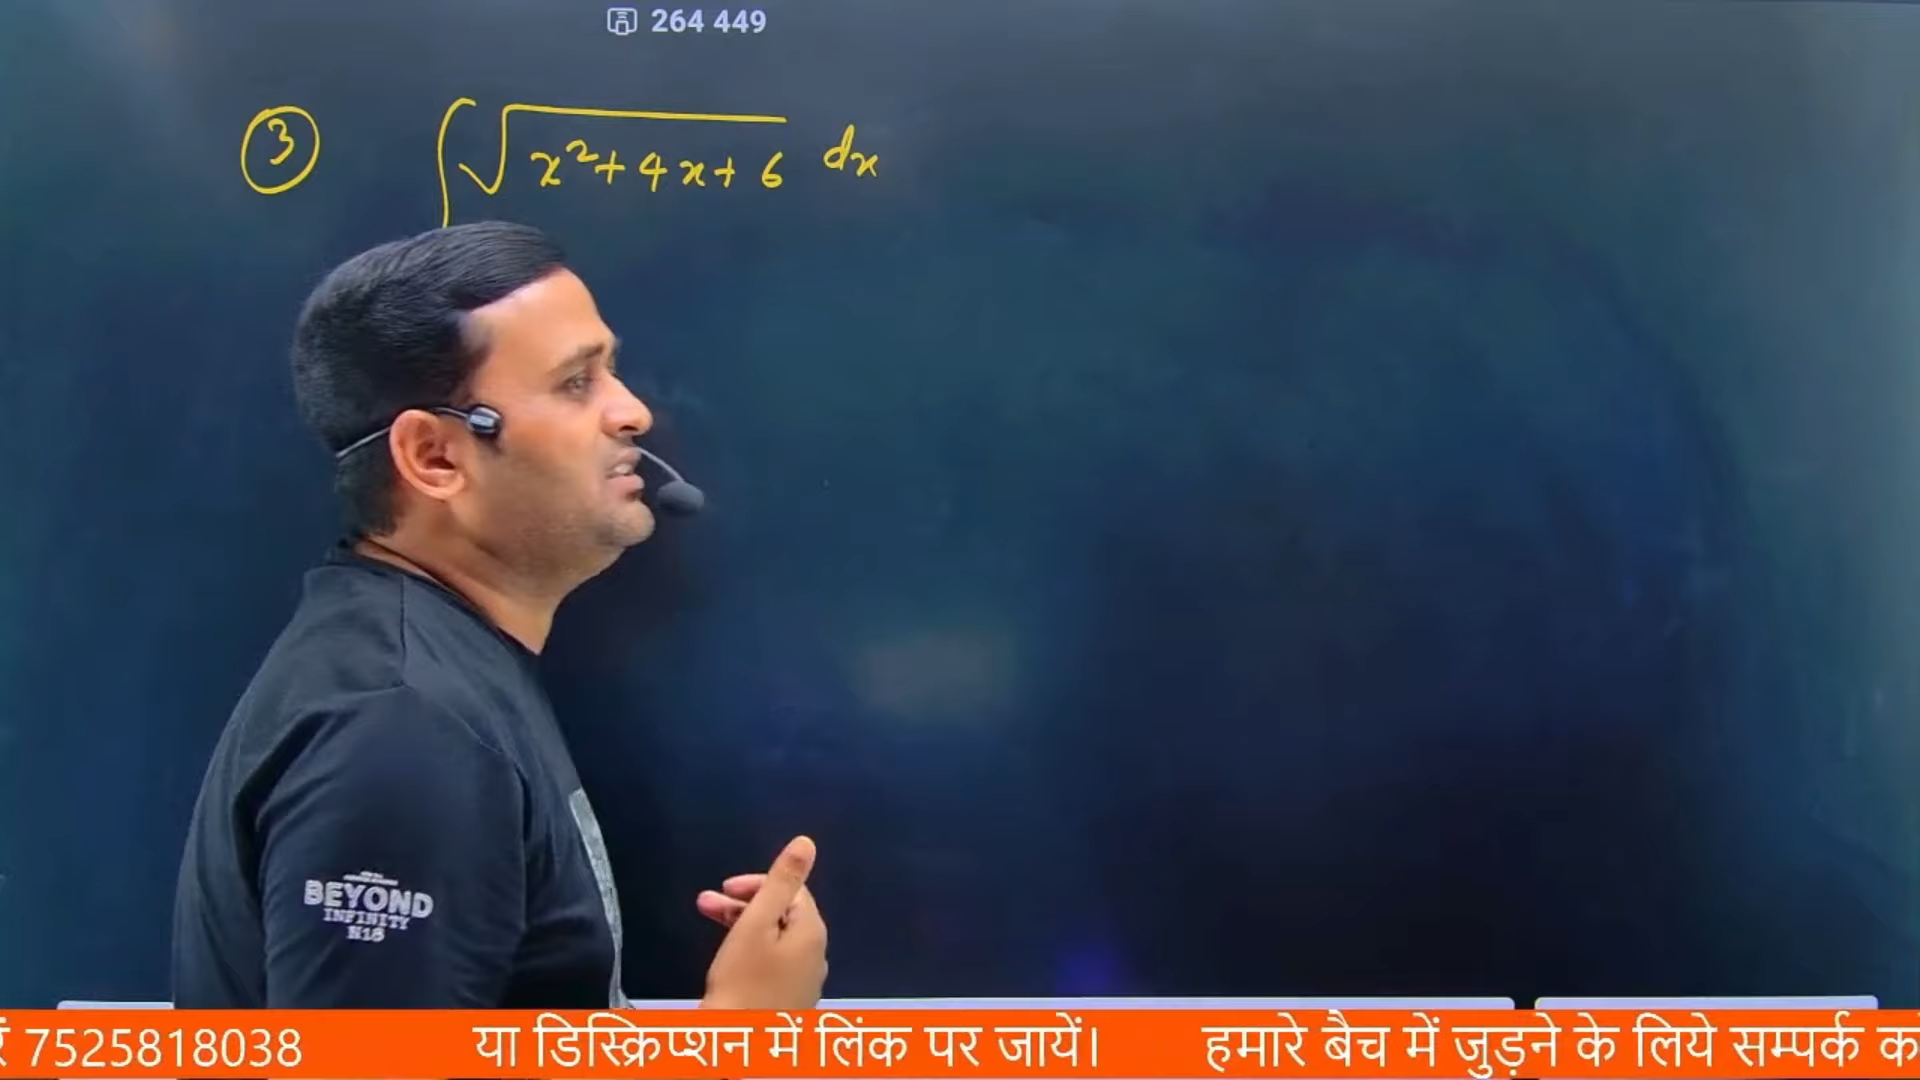 264 449
③ ∫√x²+4x+6 dx
BEYOND
INFINITY
N18
7525818038 या डिस्क्रिप्शन में लिंक पर जायें। हमारे बैच में जुड़ने के लिये सम्पर्क